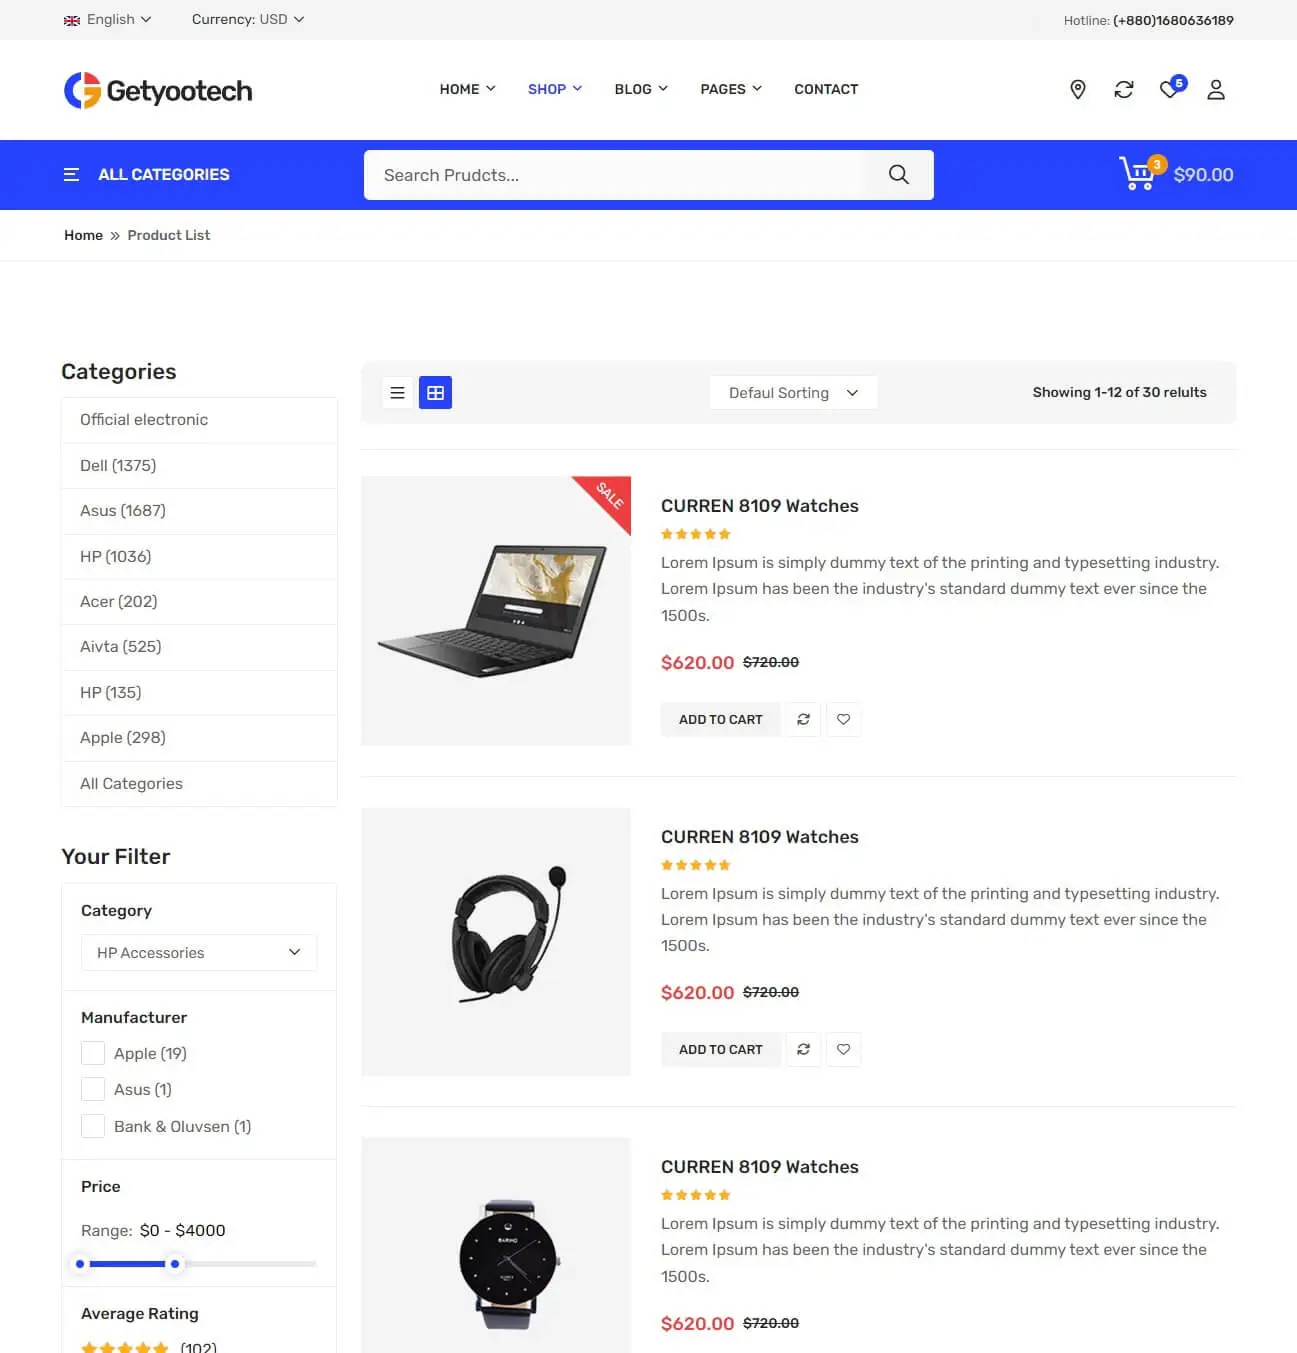 English
Currency: USD
Hotline: (+880)1680636189
Getyootech
HOME
SHOP
BLOG
PAGES
CONTACT
5
ALL CATEGORIES
Search Prudcts...
3
$90.00
Home » Product List
Categories
Official electronic
Dell (1375)
Asus (1687)
HP (1036)
Acer (202)
Aivta (525)
HP (135)
Apple (298)
All Categories
Your Filter
Category
HP Accessories
Manufacturer
Apple (19)
Asus (1)
Bank & Oluvsen (1)
Price
Range: $0 - $4000
Average Rating
(102)
Defaul Sorting
Showing 1-12 of 30 relults
SALE
CURREN 8109 Watches
Lorem Ipsum is simply dummy text of the printing and typesetting industry.
Lorem Ipsum has been the industry's standard dummy text ever since the
1500s.
$620.00 $720.00
ADD TO CART
CURREN 8109 Watches
Lorem Ipsum is simply dummy text of the printing and typesetting industry.
Lorem Ipsum has been the industry's standard dummy text ever since the
1500s.
$620.00 $720.00
ADD TO CART
CURREN 8109 Watches
Lorem Ipsum is simply dummy text of the printing and typesetting industry.
Lorem Ipsum has been the industry's standard dummy text ever since the
1500s.
$620.00 $720.00